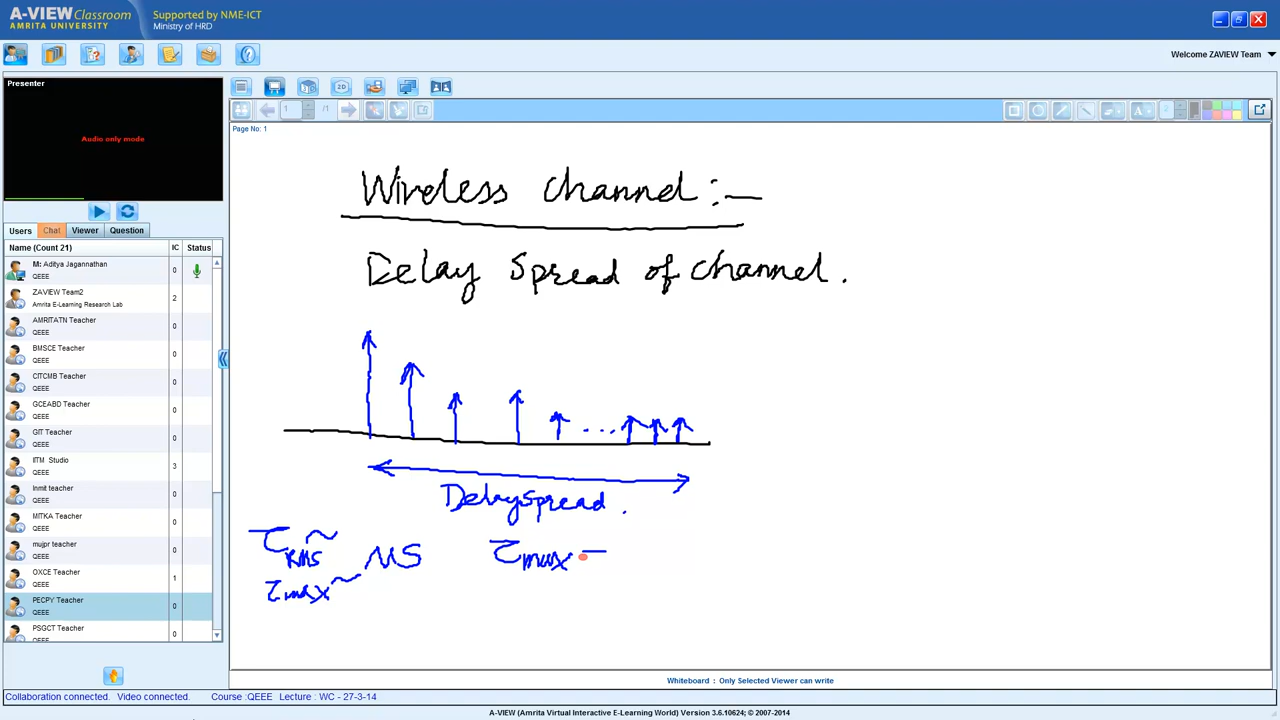 A-VIEW Classroom
AMRITA UNIVERSITY
Supported by NME-ICT
Ministry of HRD
Welcome ZAVIEW Team
Presenter
Audio only mode
Users Chat Viewer Question
Name (Count 21) IC Status
M: Aditya Jagannathan 0
QEEE
ZAVIEW Team2
Amrita E-Learning Research Lab 2
AMRITATN Teacher 0
QEEE
BMSCE Teacher 0
QEEE
CITCMB Teacher 0
QEEE
GCEABD Teacher 0
QEEE
GIT Teacher 0
QEEE
IITM Studio 3
QEEE
Inmit teacher 0
QEEE
MITKA Teacher 0
QEEE
mujpr teacher 0
QEEE
OXCE Teacher 1
QEEE
PECPY Teacher 0
QEEE
PSGCT Teacher 0
QEEE
2D
1 /1
A 2
Page No: 1
Wireless channel :—
Delay Spread of channel.
...
Delay spread.
τRMS ~ μS
τmax ~
τmax =
Whiteboard : Only Selected Viewer can write
Collaboration connected. Video connected. Course :QEEE Lecture : WC - 27-3-14
A-VIEW (Amrita Virtual Interactive E-Learning World) Version 3.6.10624; © 2007-2014